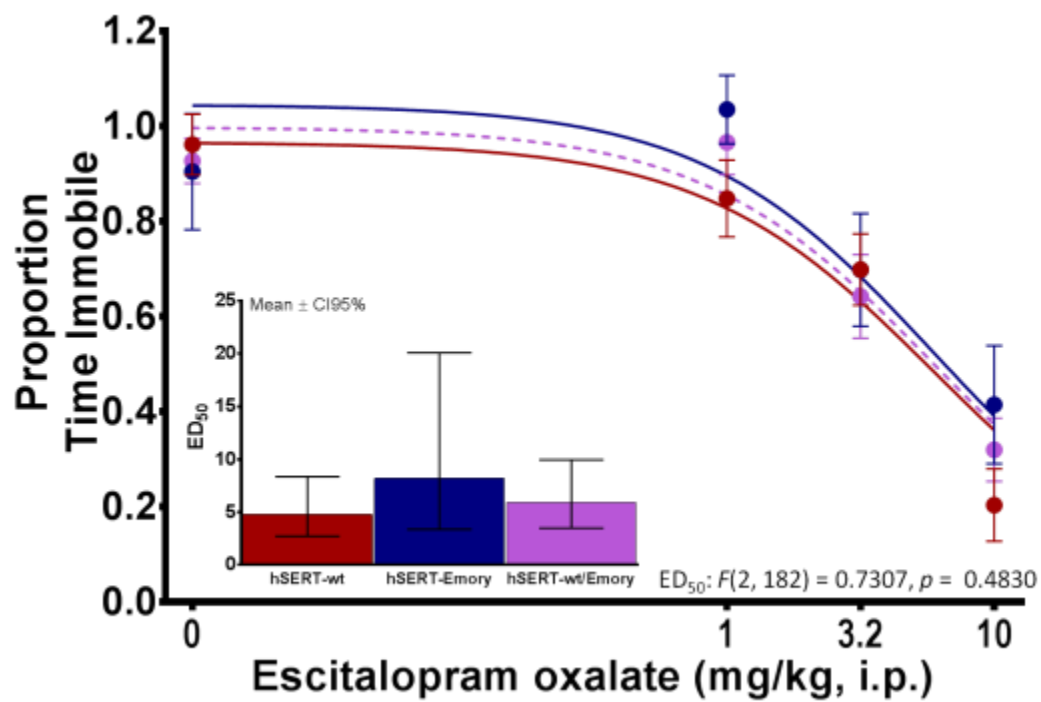 1.2
1.0
0.8
0.6
0.4
0.2
0.0
Proportion
Time Immobile
25
20
15
10
5
0
ED50
Mean ± CI95%
hSERT-wt
hSERT-Emory
hSERT-wt/Emory
ED50: F(2, 182) = 0.7307, p = 0.4830
0
1
3.2
10
Escitalopram oxalate (mg/kg, i.p.)